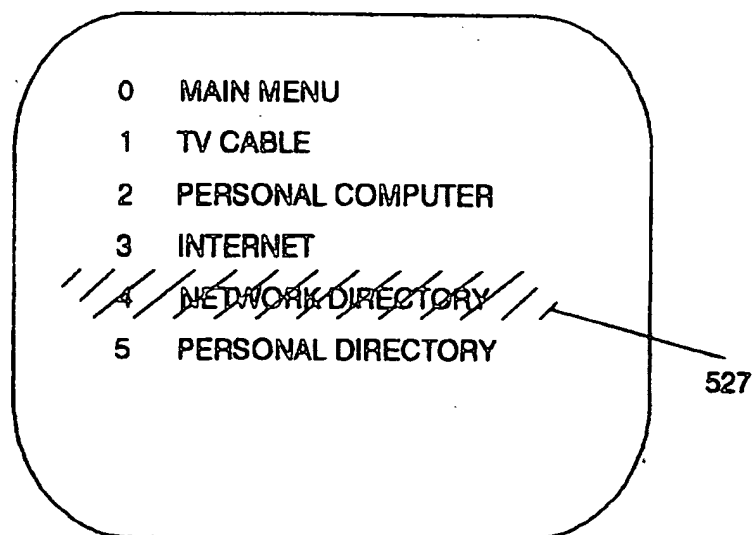 0 MAIN MENU
1 TV CABLE
2 PERSONAL COMPUTER
3 INTERNET
4 NETWORK DIRECTORY
5 PERSONAL DIRECTORY
527